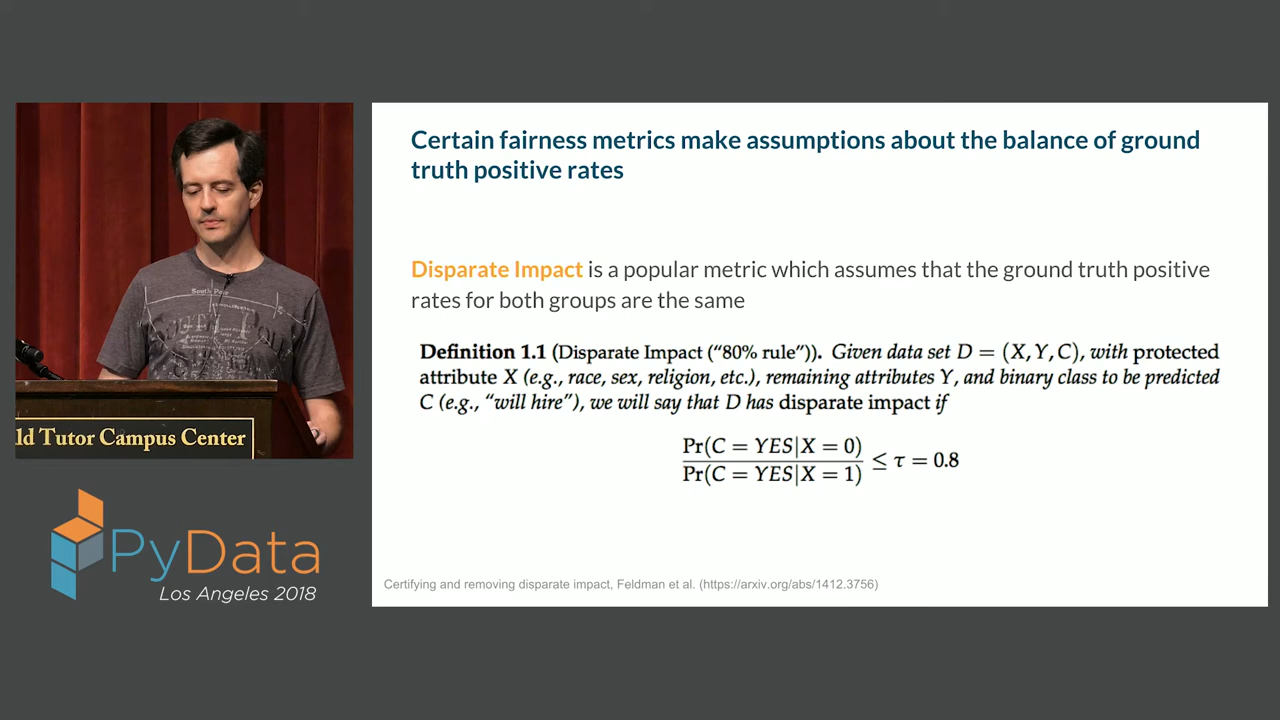 Certain fairness metrics make assumptions about the balance of ground
truth positive rates
Disparate Impact is a popular metric which assumes that the ground truth positive
rates for both groups are the same
Definition 1.1 (Disparate Impact (“80% rule”)). Given data set D = (X, Y, C), with protected
attribute X (e.g., race, sex, religion, etc.), remaining attributes Y, and binary class to be predicted
C (e.g., “will hire”), we will say that D has disparate impact if
Pr(C = YES|X = 0)
Pr(C = YES|X = 1)
≤ τ = 0.8
Certifying and removing disparate impact, Feldman et al. (https://arxiv.org/abs/1412.3756)
South Pole
ld Tutor Campus Center
PyData
Los Angeles 2018